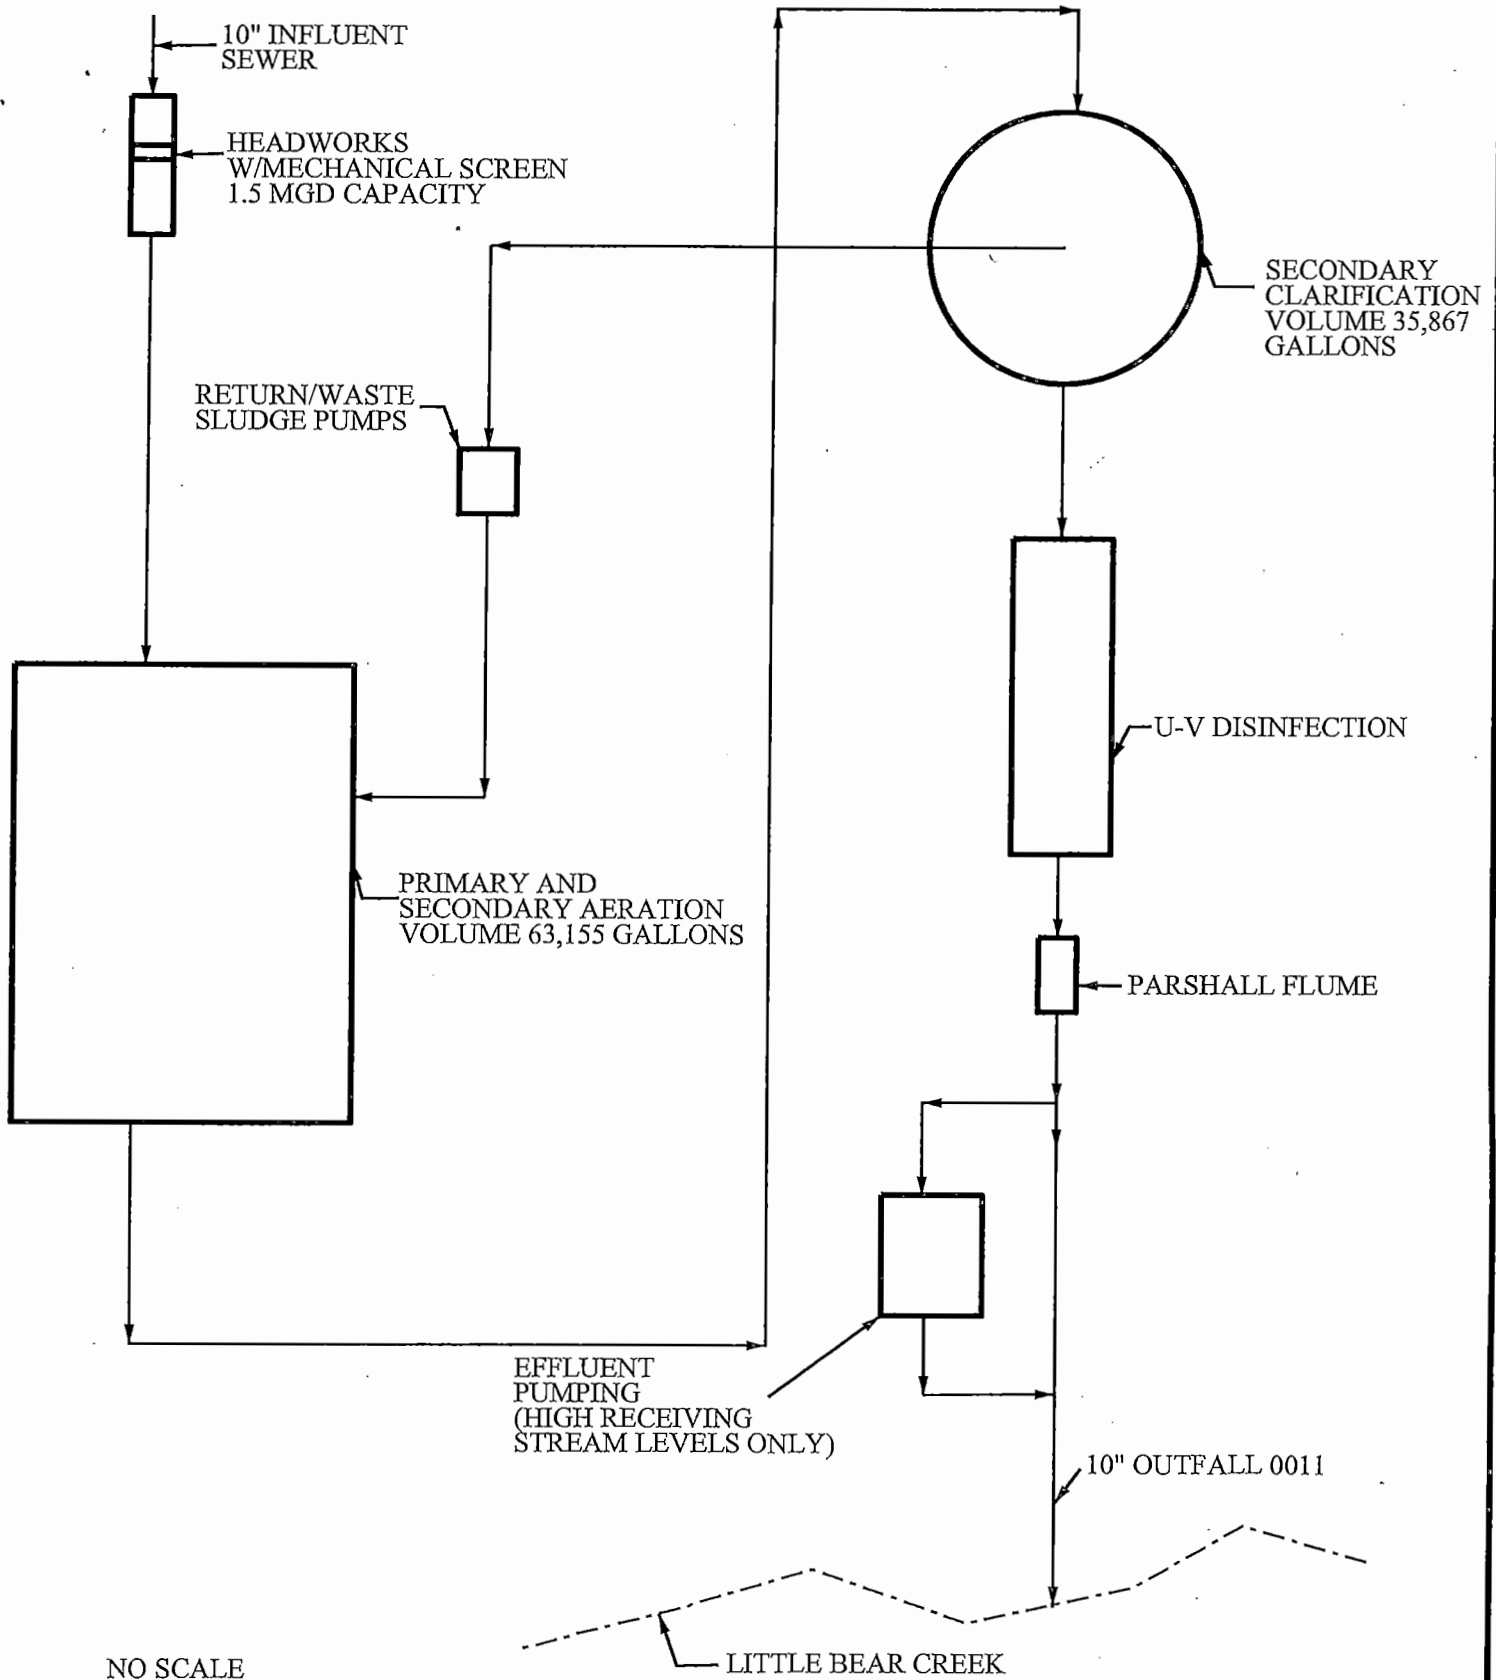 10" INFLUENT
SEWER
HEADWORKS
W/MECHANICAL SCREEN
1.5 MGD CAPACITY
SECONDARY
CLARIFICATION
VOLUME 35,867
GALLONS
RETURN/WASTE
SLUDGE PUMPS
U-V DISINFECTION
PRIMARY AND
SECONDARY AERATION
VOLUME 63,155 GALLONS
PARSHALL FLUME
EFFLUENT
PUMPING
(HIGH RECEIVING
STREAM LEVELS ONLY)
10" OUTFALL 0011
LITTLE BEAR CREEK
NO SCALE